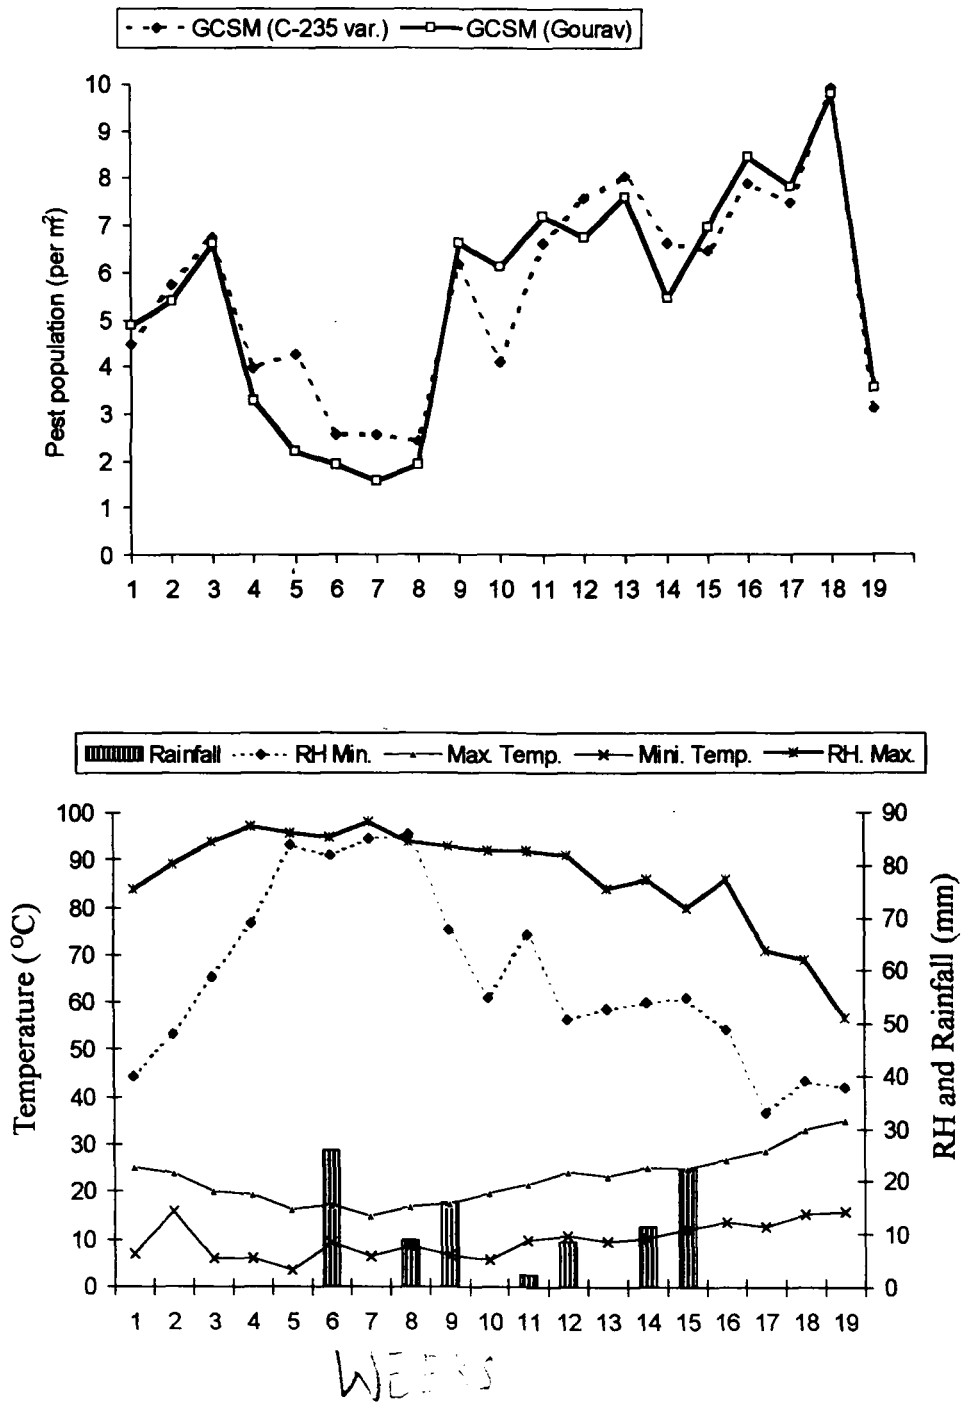 GCSM (C-235 var.) GCSM (Gourav)
10
9
8
7
6
5
4
3
2
1
0
Pest population (per m²)
1 2 3 4 5 6 7 8 9 10 11 12 13 14 15 16 17 18 19
Rainfall RH Min. Max. Temp. Mini. Temp. RH. Max.
100 90
90 80
80 70
70 60
60 50
50 40
40 30
30 20
20 10
10 0
0
Temperature (°C)
RH and Rainfall (mm)
1 2 3 4 5 6 7 8 9 10 11 12 13 14 15 16 17 18 19
WEEKS